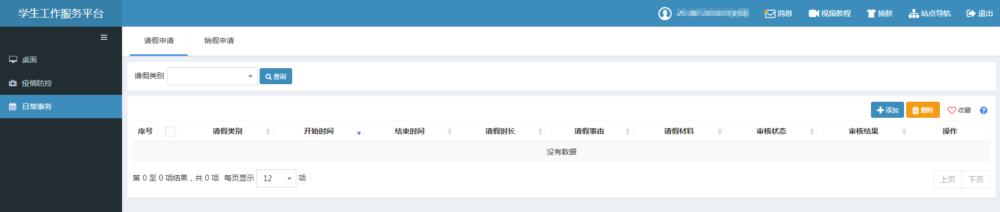 学生工作服务平台
消息 视频教程 换肤 站点导航 退出
桌面
疫情防控
日常事务
请假申请 销假申请
请假类别 查询
添加 删除 收藏
序号 请假类别 开始时间 结束时间 请假时长 请假事由 请假材料 审核状态 审核结果 操作
没有数据
第 0 至 0 项结果，共 0 项 每页显示 12 项
上页 下页